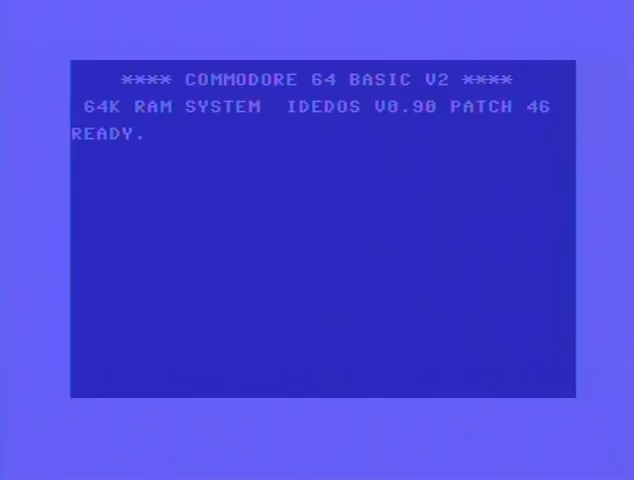 **** COMMODORE 64 BASIC V2 ****
64K RAM SYSTEM  IDEDOS V0.90 PATCH 46
READY.